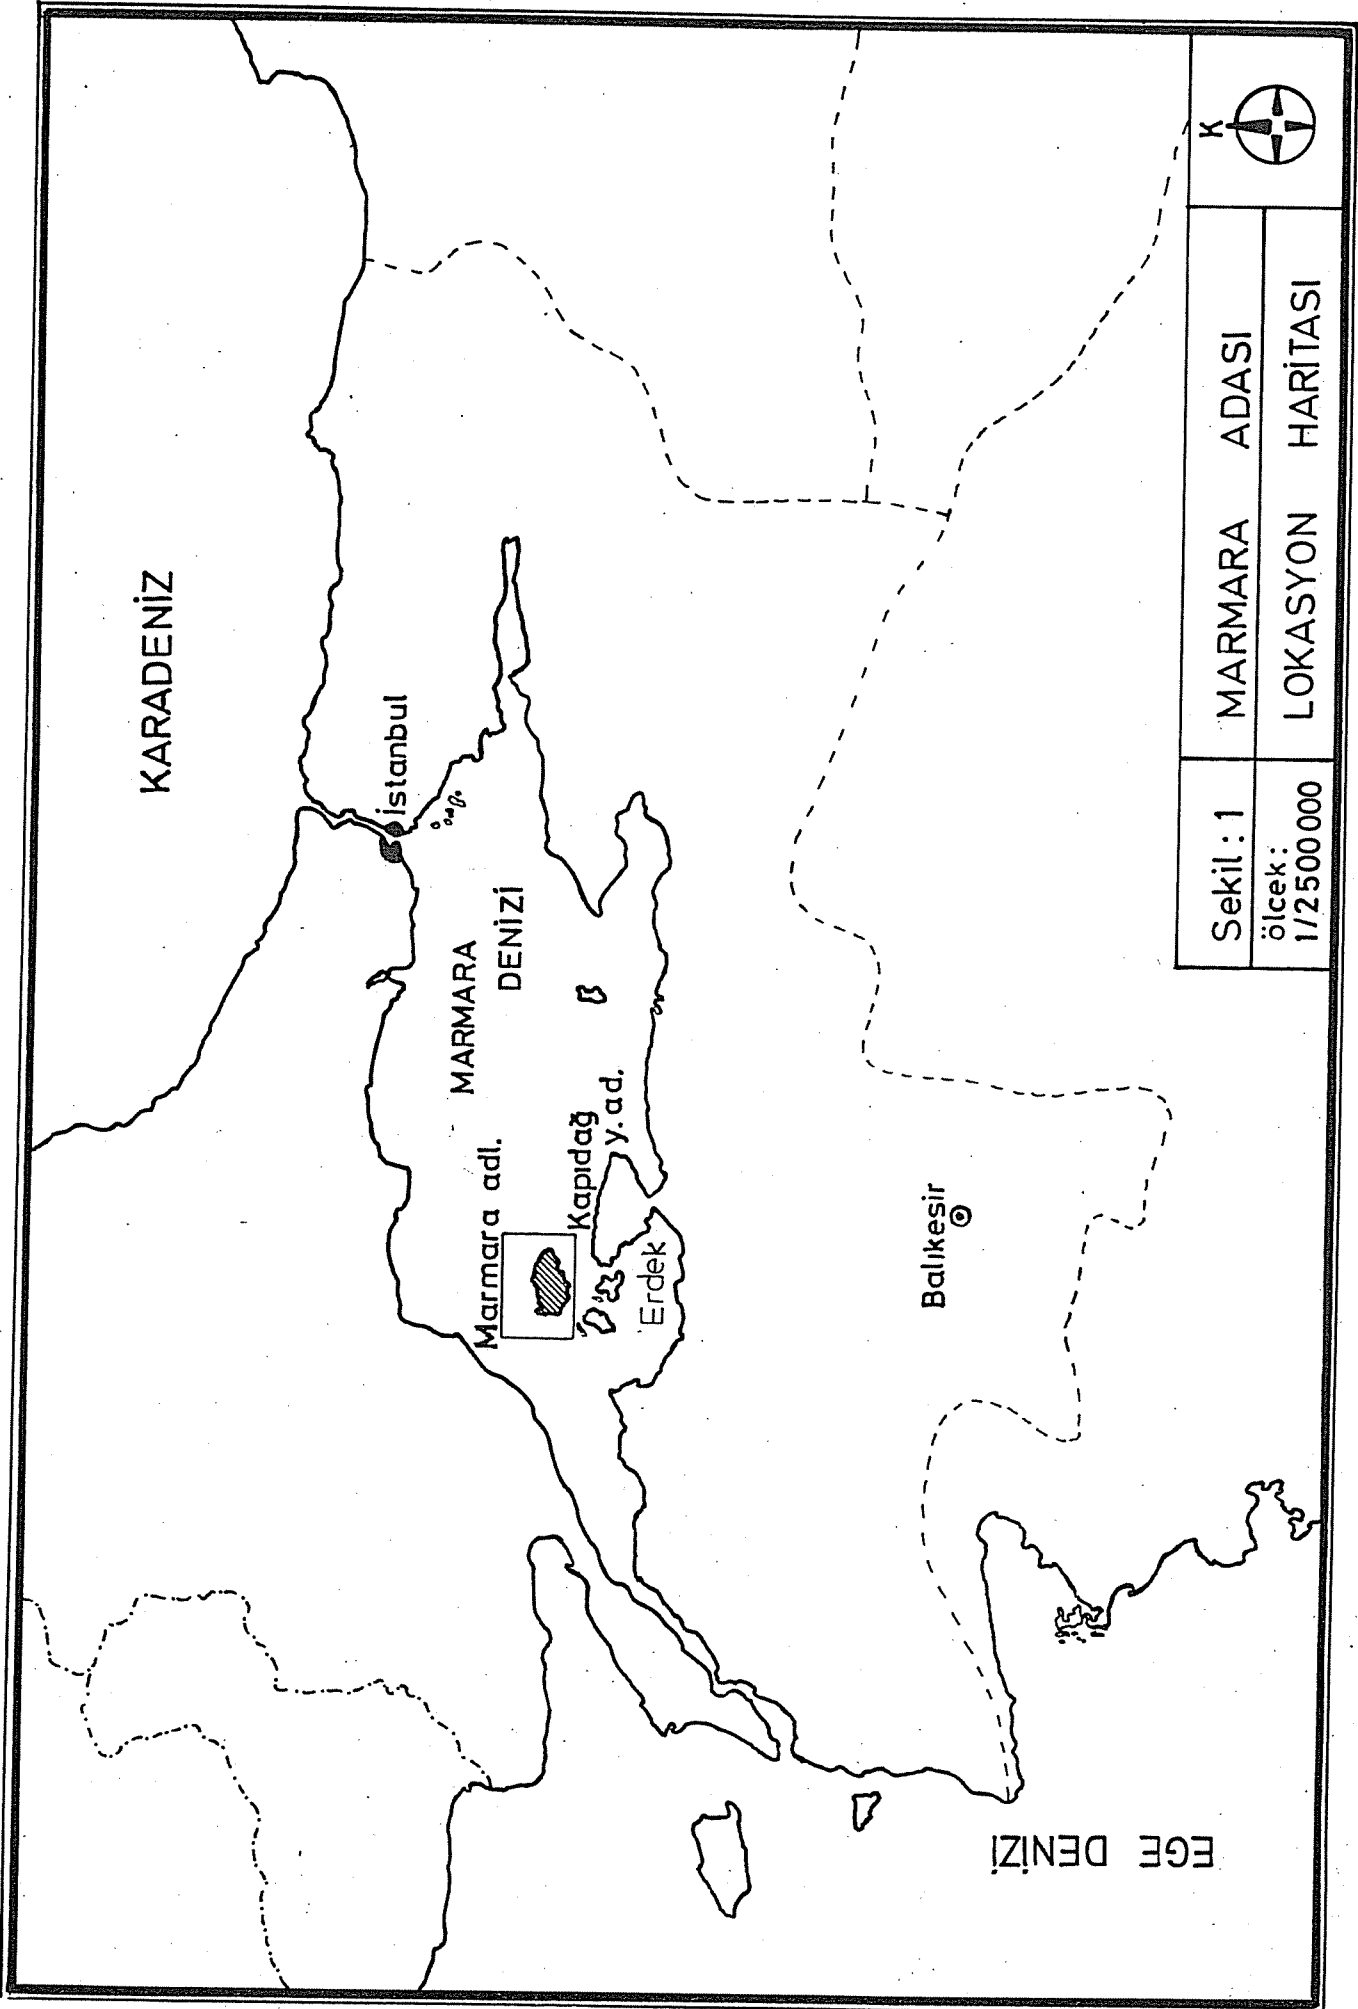 KARADENİZ
İstanbul
MARMARA
DENİZİ
Marmara adl.
Kapıdağ
y. ad.
Erdek
Balıkesir
EGE DENİZİ
K
Sekil : 1
MARMARA ADASI
ölcek:
1/2500000
LOKASYON HARİTASI